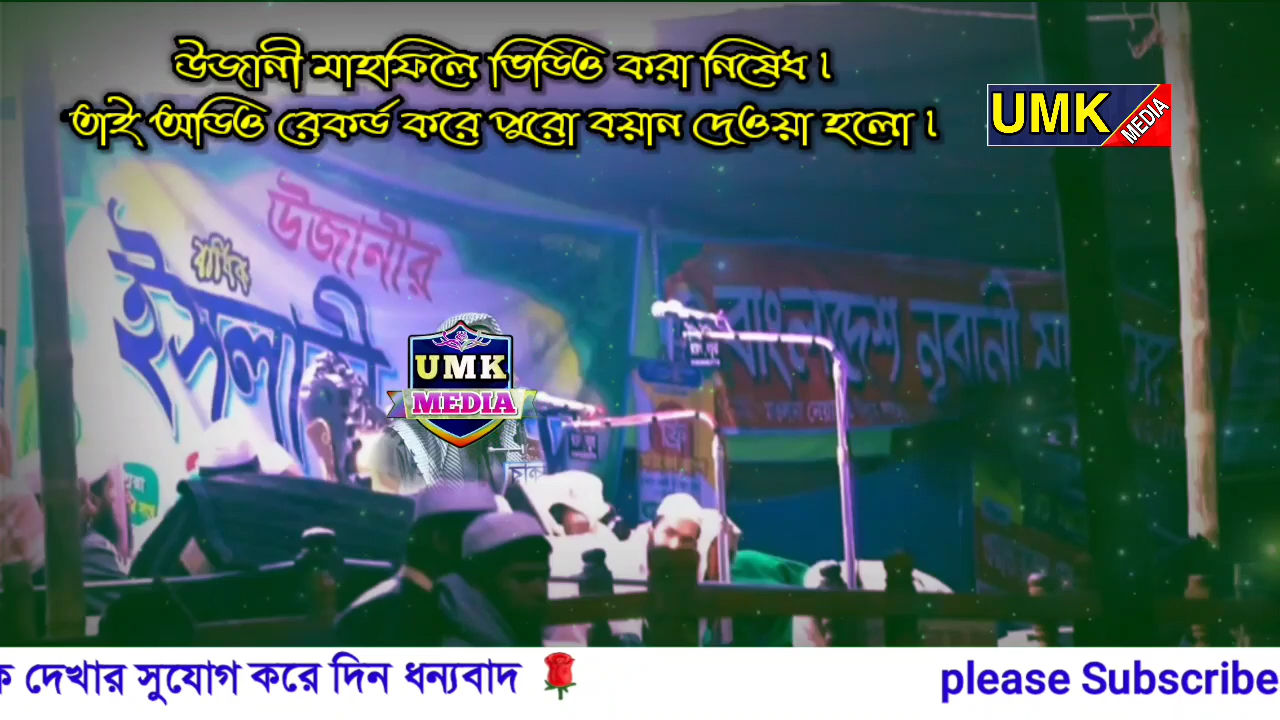 উজানী মাহফিলে ভিডিও করা নিষেধ।
তাই অডিও রেকর্ড করে পুরো বয়ান দেওয়া হলো।
UMK MEDIA
উজানীর
বার্ষিক
ইসলামী
বাংলাদেশ নূরানী
UMK
MEDIA
ক দেখার সুযোগ করে দিন ধন্যবাদ
please Subscribe